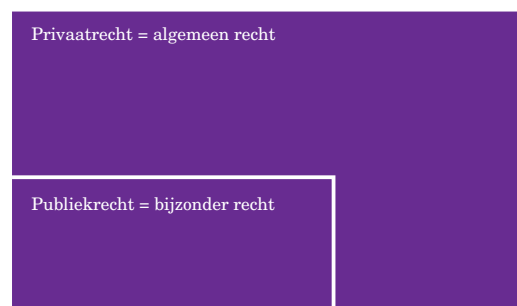 Privaatrecht = algemeen recht
Publiekrecht = bijzonder recht